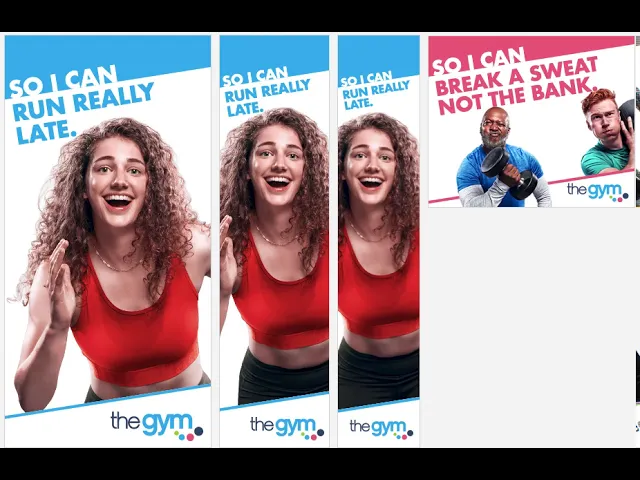 SO I CAN
RUN REALLY
LATE.
thegym
SO I CAN
RUN REALLY
LATE.
thegym
SO I CAN
RUN REALLY
LATE.
thegym
SO I CAN
BREAK A SWEAT
NOT THE BANK.
thegym